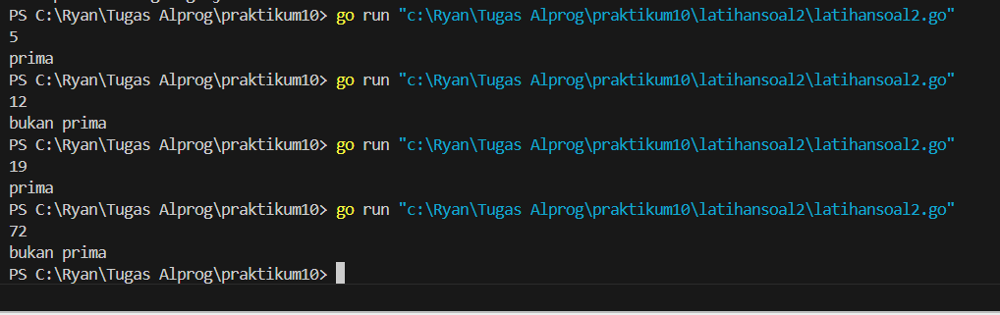 PS C:\Ryan\Tugas Alprog\praktikum10> go run "c:\Ryan\Tugas Alprog\praktikum10\latihansoal2\latihansoal2.go"
5
prima
PS C:\Ryan\Tugas Alprog\praktikum10> go run "c:\Ryan\Tugas Alprog\praktikum10\latihansoal2\latihansoal2.go"
12
bukan prima
PS C:\Ryan\Tugas Alprog\praktikum10> go run "c:\Ryan\Tugas Alprog\praktikum10\latihansoal2\latihansoal2.go"
19
prima
PS C:\Ryan\Tugas Alprog\praktikum10> go run "c:\Ryan\Tugas Alprog\praktikum10\latihansoal2\latihansoal2.go"
72
bukan prima
PS C:\Ryan\Tugas Alprog\praktikum10>